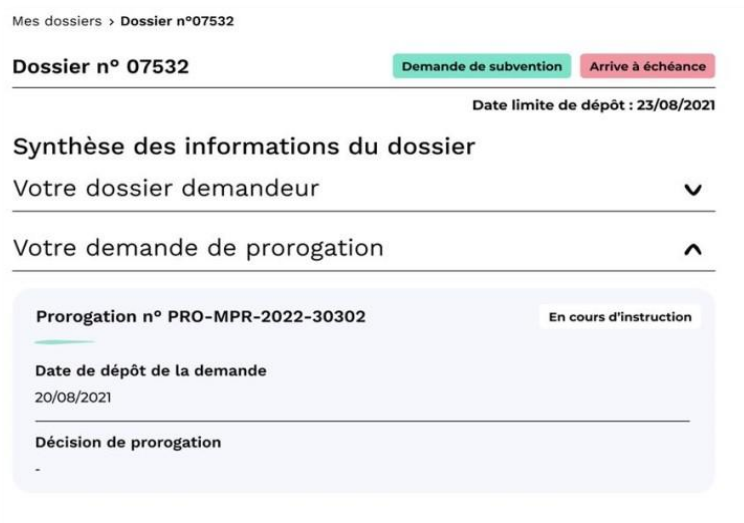 Mes dossiers › Dossier n°07532
Dossier n° 07532
Demande de subvention
Arrive à échéance
Date limite de dépôt : 23/08/2021
Synthèse des informations du dossier
Votre dossier demandeur
Votre demande de prorogation
Prorogation n° PRO-MPR-2022-30302
En cours d'instruction
Date de dépôt de la demande
20/08/2021
Décision de prorogation
-